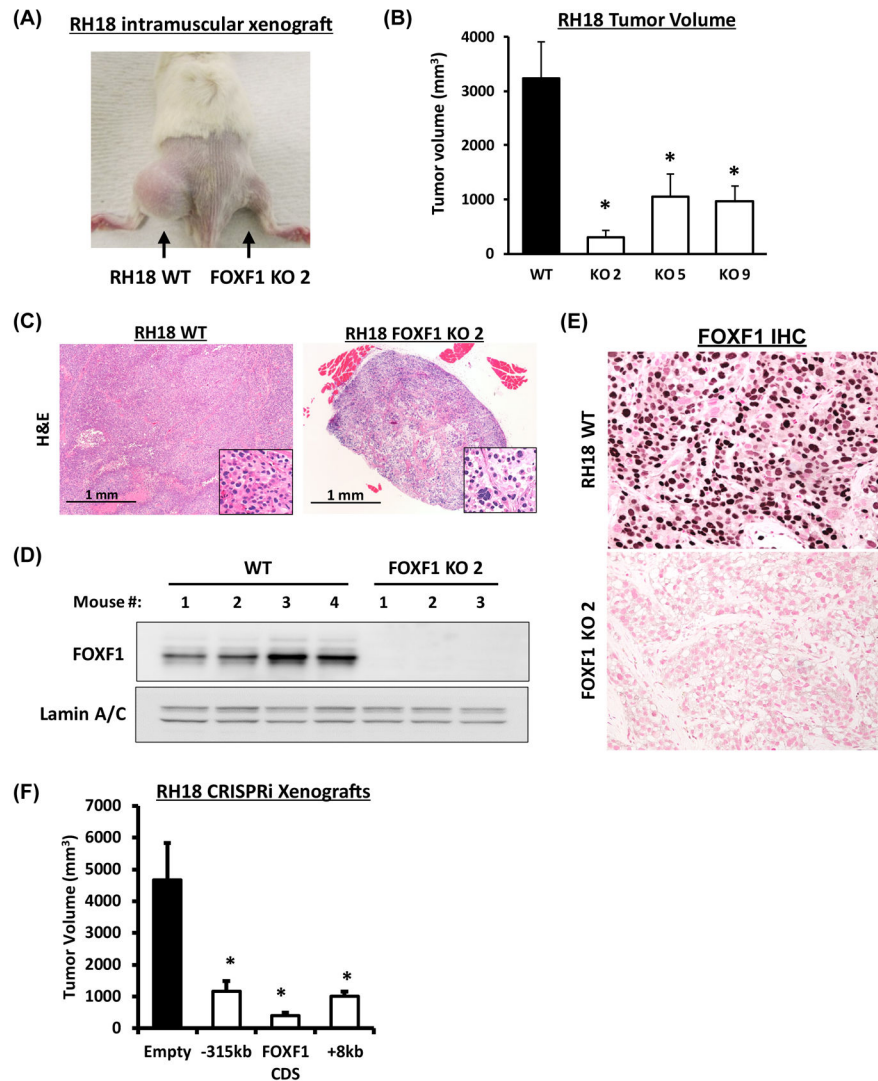 (A)
RH18 intramuscular xenograft
RH18 WT FOXF1 KO 2
(B)
RH18 Tumor Volume
Tumor volume (mm³)
4000
3000
2000
1000
0
* * *
WT KO 2 KO 5 KO 9
(C)
RH18 WT RH18 FOXF1 KO 2
H&E
1 mm 1 mm
(D)
WT FOXF1 KO 2
Mouse #: 1 2 3 4 1 2 3
FOXF1
Lamin A/C
(E)
FOXF1 IHC
RH18 WT
FOXF1 KO 2
(F)
RH18 CRISPRi Xenografts
Tumor Volume (mm³)
7000
6000
5000
4000
3000
2000
1000
0
* * *
Empty -315kb FOXF1 +8kb
CDS